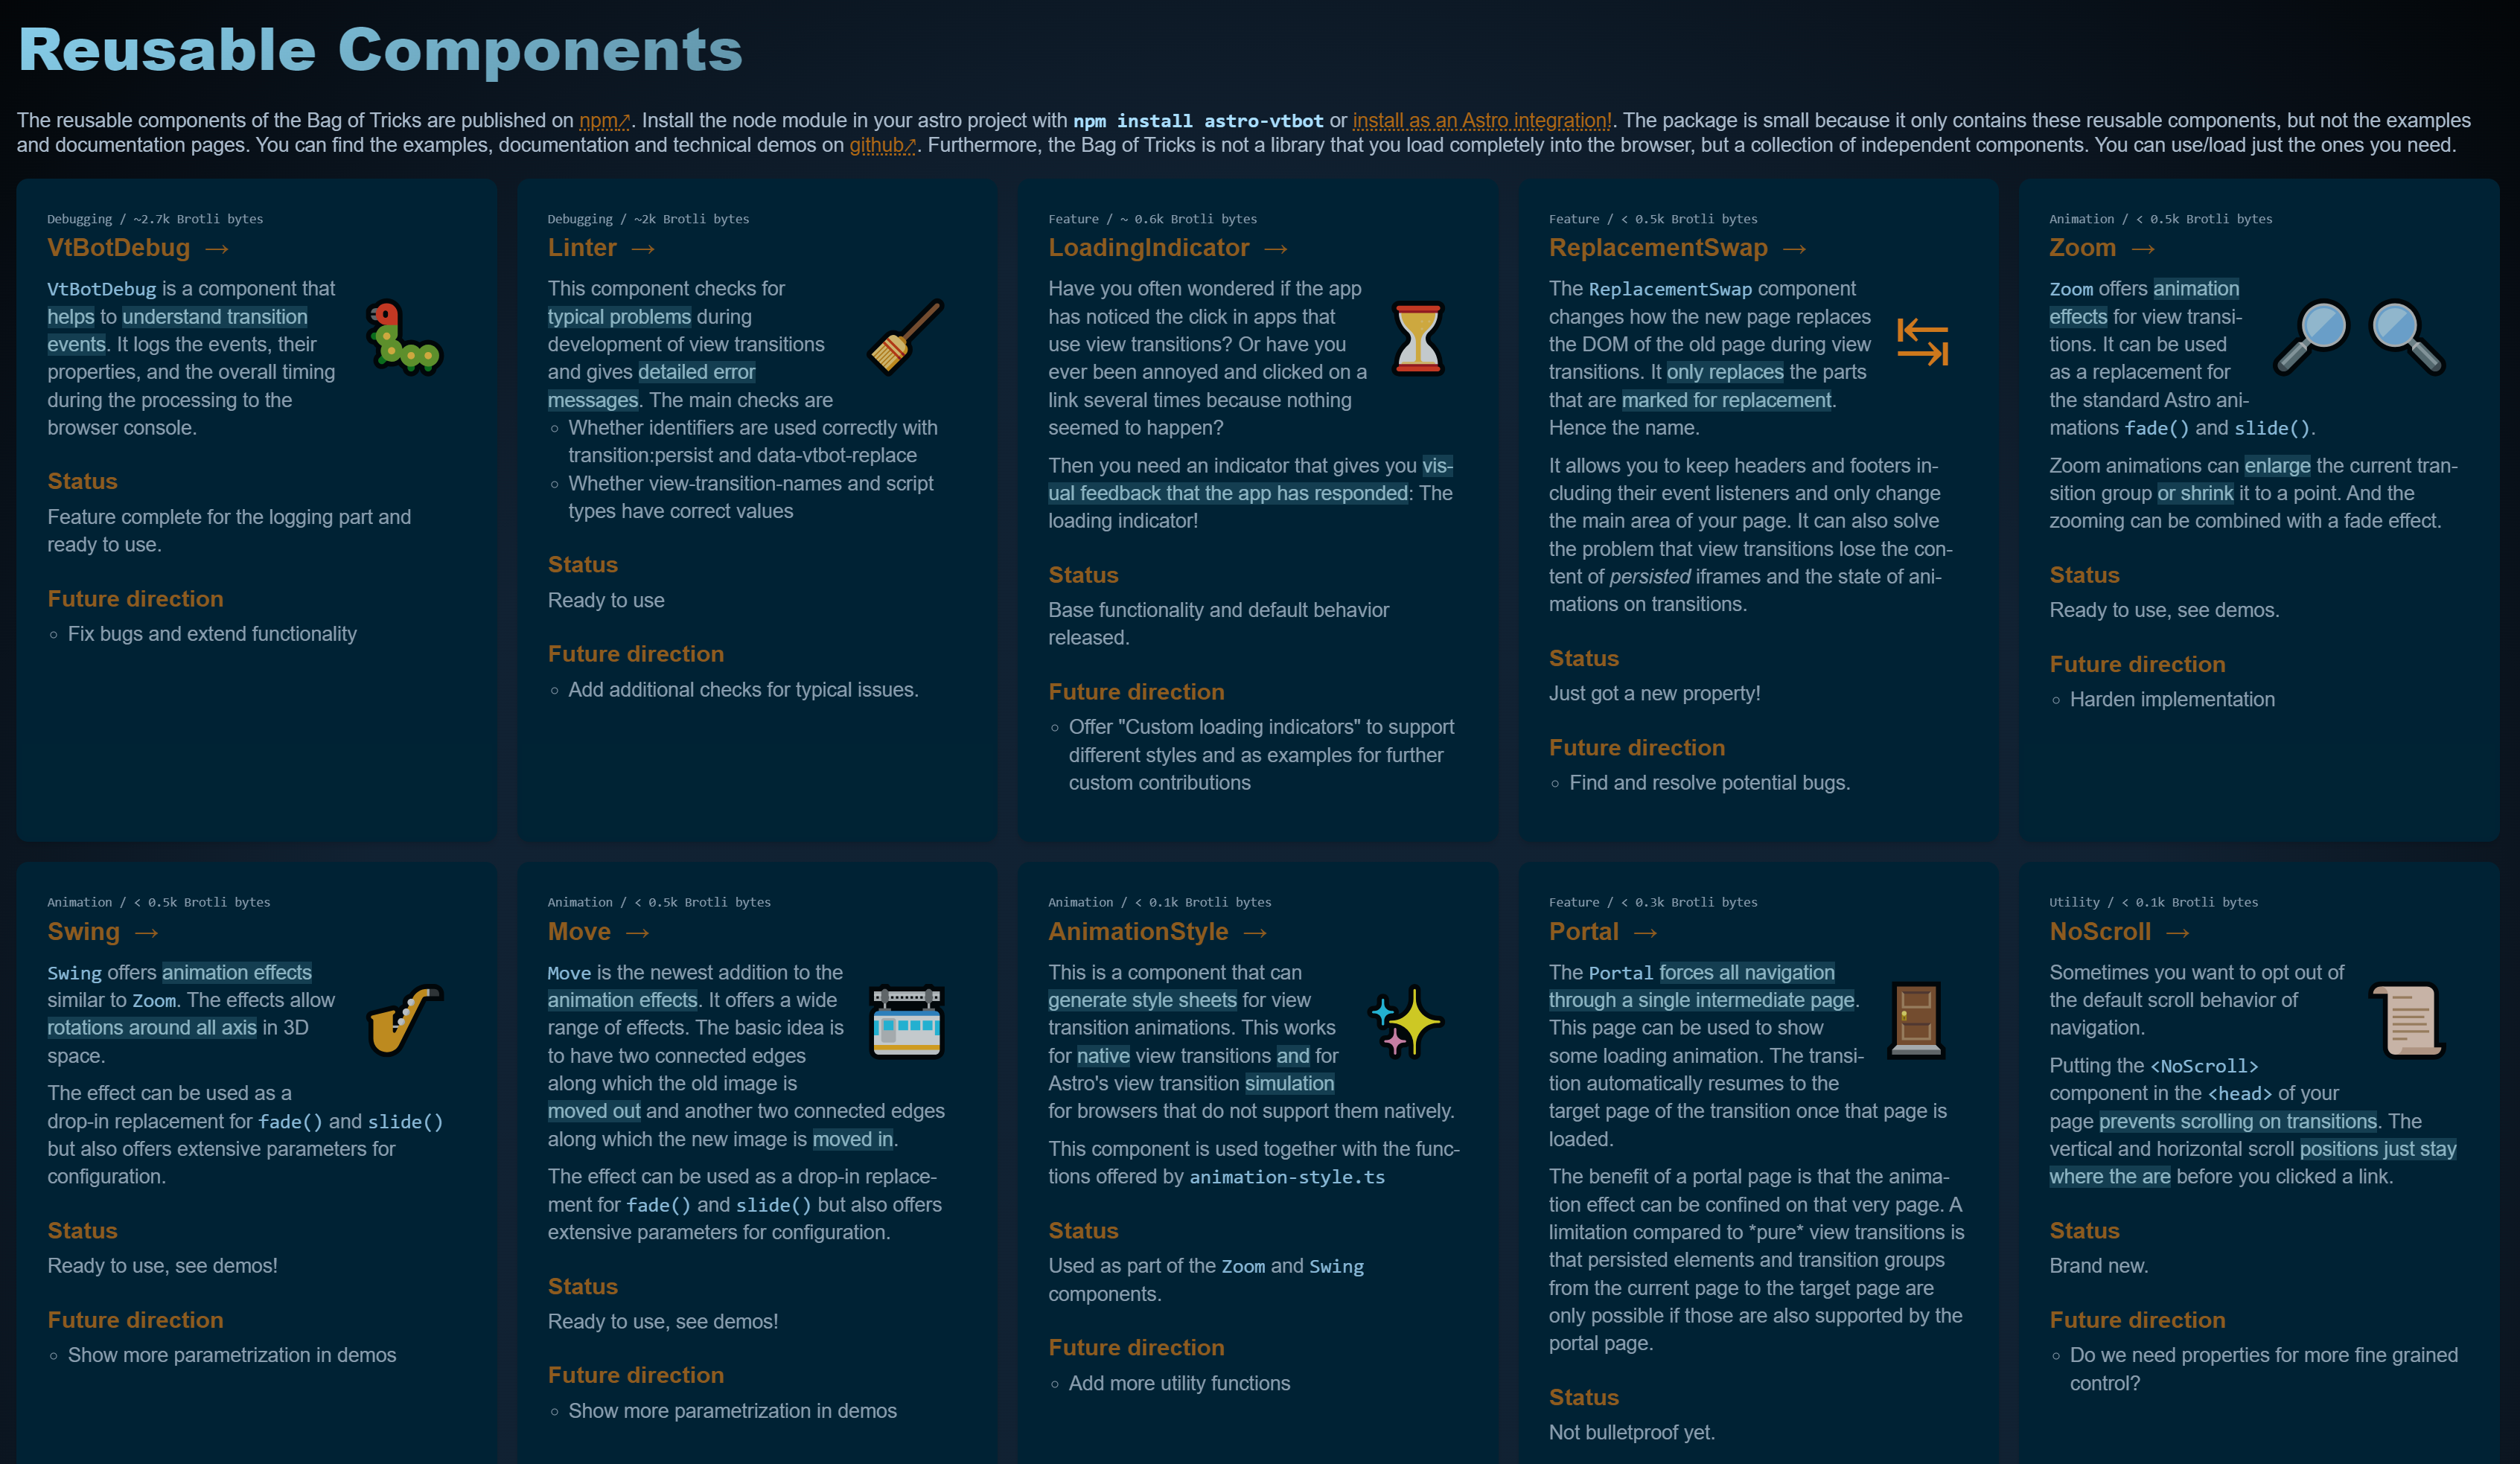 Reusable Components
The reusable components of the Bag of Tricks are published on npm↗. Install the node module in your astro project with npm install astro-vtbot or install as an Astro integration!. The package is small because it only contains these reusable components, but not the examples
and documentation pages. You can find the examples, documentation and technical demos on github↗. Furthermore, the Bag of Tricks is not a library that you load completely into the browser, but a collection of independent components. You can use/load just the ones you need.
Debugging / ~2.7k Brotli bytes
VtBotDebug →
VtBotDebug is a component that
helps to understand transition
events. It logs the events, their
properties, and the overall timing
during the processing to the
browser console.
Status
Feature complete for the logging part and
ready to use.
Future direction
◦ Fix bugs and extend functionality
Debugging / ~2k Brotli bytes
Linter →
This component checks for
typical problems during
development of view transitions
and gives detailed error
messages. The main checks are
◦ Whether identifiers are used correctly with
transition:persist and data-vtbot-replace
◦ Whether view-transition-names and script
types have correct values
Status
Ready to use
Future direction
◦ Add additional checks for typical issues.
Feature / ~ 0.6k Brotli bytes
LoadingIndicator →
Have you often wondered if the app
has noticed the click in apps that
use view transitions? Or have you
ever been annoyed and clicked on a
link several times because nothing
seemed to happen?
Then you need an indicator that gives you vis-
ual feedback that the app has responded: The
loading indicator!
Status
Base functionality and default behavior
released.
Future direction
◦ Offer "Custom loading indicators" to support
different styles and as examples for further
custom contributions
Feature / < 0.5k Brotli bytes
ReplacementSwap →
The ReplacementSwap component
changes how the new page replaces
the DOM of the old page during view
transitions. It only replaces the parts
that are marked for replacement.
Hence the name.
It allows you to keep headers and footers in-
cluding their event listeners and only change
the main area of your page. It can also solve
the problem that view transitions lose the con-
tent of persisted iframes and the state of ani-
mations on transitions.
Status
Just got a new property!
Future direction
◦ Find and resolve potential bugs.
Animation / < 0.5k Brotli bytes
Zoom →
Zoom offers animation
effects for view transi-
tions. It can be used
as a replacement for
the standard Astro ani-
mations fade() and slide().
Zoom animations can enlarge the current tran-
sition group or shrink it to a point. And the
zooming can be combined with a fade effect.
Status
Ready to use, see demos.
Future direction
◦ Harden implementation
Animation / < 0.5k Brotli bytes
Swing →
Swing offers animation effects
similar to Zoom. The effects allow
rotations around all axis in 3D
space.
The effect can be used as a
drop-in replacement for fade() and slide()
but also offers extensive parameters for
configuration.
Status
Ready to use, see demos!
Future direction
◦ Show more parametrization in demos
Animation / < 0.5k Brotli bytes
Move →
Move is the newest addition to the
animation effects. It offers a wide
range of effects. The basic idea is
to have two connected edges
along which the old image is
moved out and another two connected edges
along which the new image is moved in.
The effect can be used as a drop-in replace-
ment for fade() and slide() but also offers
extensive parameters for configuration.
Status
Ready to use, see demos!
Future direction
◦ Show more parametrization in demos
Animation / < 0.1k Brotli bytes
AnimationStyle →
This is a component that can
generate style sheets for view
transition animations. This works
for native view transitions and for
Astro's view transition simulation
for browsers that do not support them natively.
This component is used together with the func-
tions offered by animation-style.ts
Status
Used as part of the Zoom and Swing
components.
Future direction
◦ Add more utility functions
Feature / < 0.3k Brotli bytes
Portal →
The Portal forces all navigation
through a single intermediate page.
This page can be used to show
some loading animation. The transi-
tion automatically resumes to the
target page of the transition once that page is
loaded.
The benefit of a portal page is that the anima-
tion effect can be confined on that very page. A
limitation compared to *pure* view transitions is
that persisted elements and transition groups
from the current page to the target page are
only possible if those are also supported by the
portal page.
Status
Not bulletproof yet.
Utility / < 0.1k Brotli bytes
NoScroll →
Sometimes you want to opt out of
the default scroll behavior of
navigation.
Putting the <NoScroll>
component in the <head> of your
page prevents scrolling on transitions. The
vertical and horizontal scroll positions just stay
where the are before you clicked a link.
Status
Brand new.
Future direction
◦ Do we need properties for more fine grained
control?